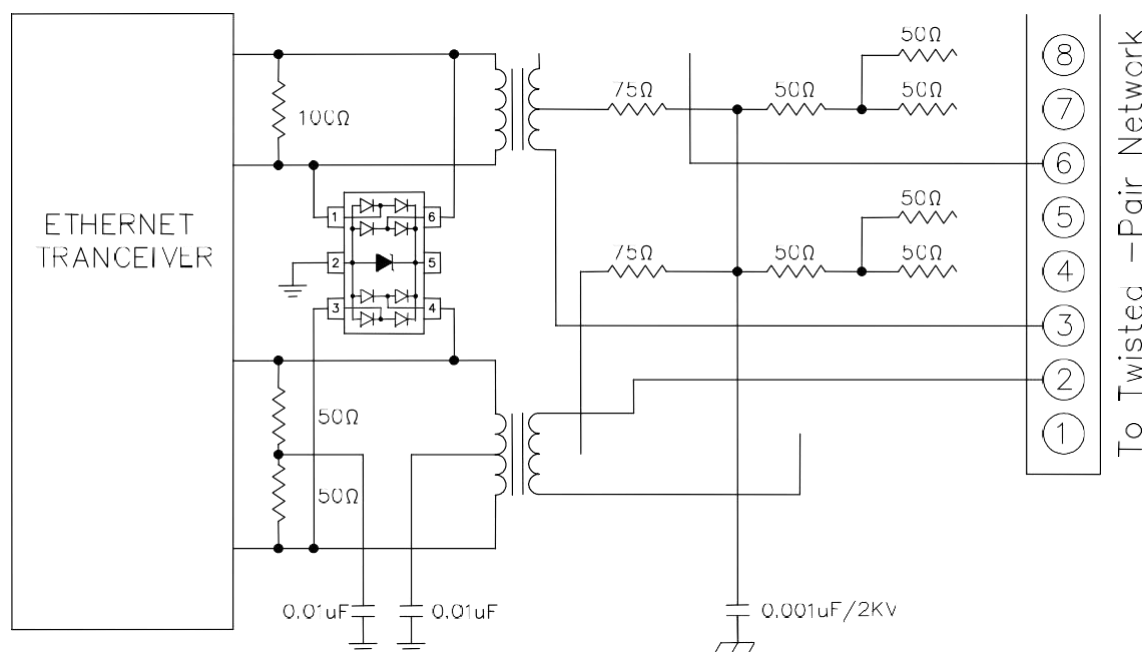 50Ω
8
75Ω
50Ω
50Ω
7
100Ω
6
1
6
50Ω
5
ETHERNET
TRANCEIVER
2
5
75Ω
50Ω
50Ω
4
3
4
3
2
50Ω
1
50Ω
0.01uF
0.01uF
0.001uF/2KV
To Twisted -Pair Network